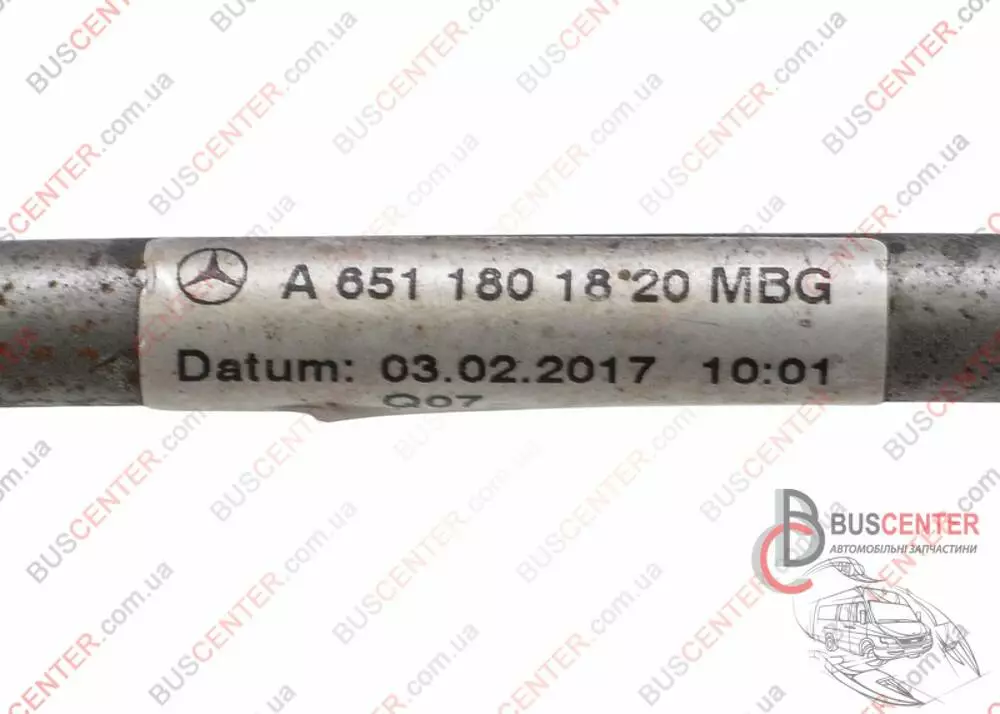 A 651 180 18 20 MBG
Datum: 03.02.2017 10:01
Q07
BUSCENTER
АВТОМОБІЛЬНІ ЗАПЧАСТИНИ
BUSCENTER.com.ua